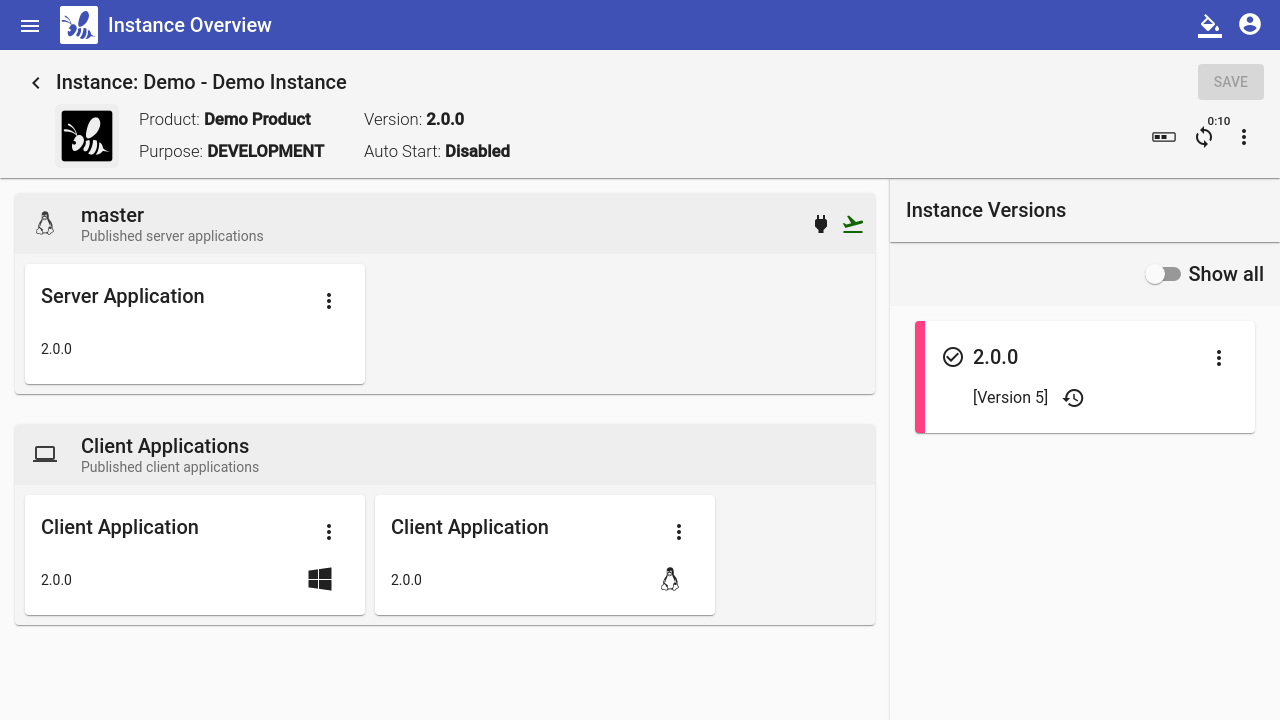 Instance Overview
Instance: Demo - Demo Instance
SAVE
Product: Demo Product
Version: 2.0.0
0:10
Purpose: DEVELOPMENT
Auto Start: Disabled
master
Published server applications
Server Application
2.0.0
Client Applications
Published client applications
Client Application
2.0.0
Client Application
2.0.0
Instance Versions
Show all
2.0.0
[Version 5]